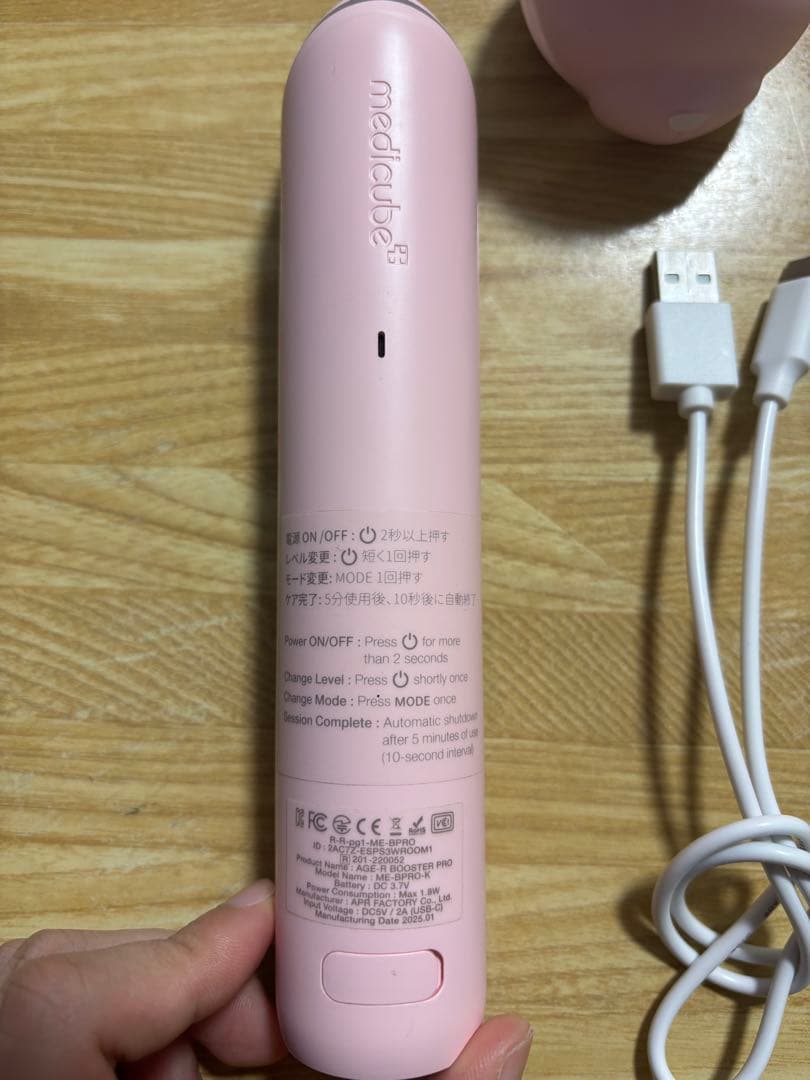 medicube
電源 ON /OFF : 2秒以上押す
レベル変更 : 短く1回押す
モード変更: MODE 1回押す
ケア完了: 5分使用後、10秒後に自動終了
Power ON/OFF : Press for more
than 2 seconds
Change Level : Press shortly once
Change Mode : Press MODE once
Session Complete : Automatic shutdown
after 5 minutes of use
(10-second interval)
FC CE RoHS VCI
R-R-pg1-ME-BPRO
ID : 2AC7Z-ESPS3WROOM1
R 201-220052
Product Name : AGE-R BOOSTER PRO
Model Name : ME-BPRO-K
Battery : DC 3.7V
Power Consumption : Max 1.8W
Manufacturer : APR FACTORY Co., Ltd.
Input Voltage : DC5V / 2A (USB-C)
Manufacturing Date 2025.01